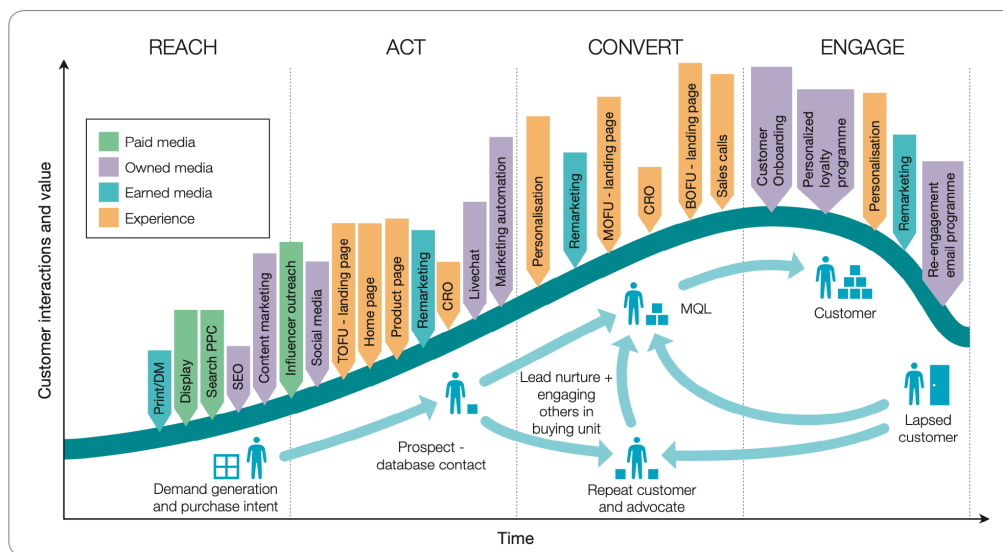 REACH
ACT
CONVERT
ENGAGE
Customer interactions and value
Paid media
Owned media
Earned media
Experience
Print/DM
Display
Search PPC
SEO
Content marketing
Influencer outreach
Social media
TOFU - landing page
Home page
Product page
Remarketing
CRO
Livechat
Marketing automation
Personalisation
Remarketing
MOFU - landing page
CRO
BOFU - landing page
Sales calls
Customer
Onboarding
Personalized
loyalty
programme
Personalisation
Remarketing
Re-engagement
email programme
MQL
Customer
Lead nurture +
engaging
others in
buying unit
Lapsed
customer
Prospect -
database contact
Demand generation
and purchase intent
Repeat customer
and advocate
Time